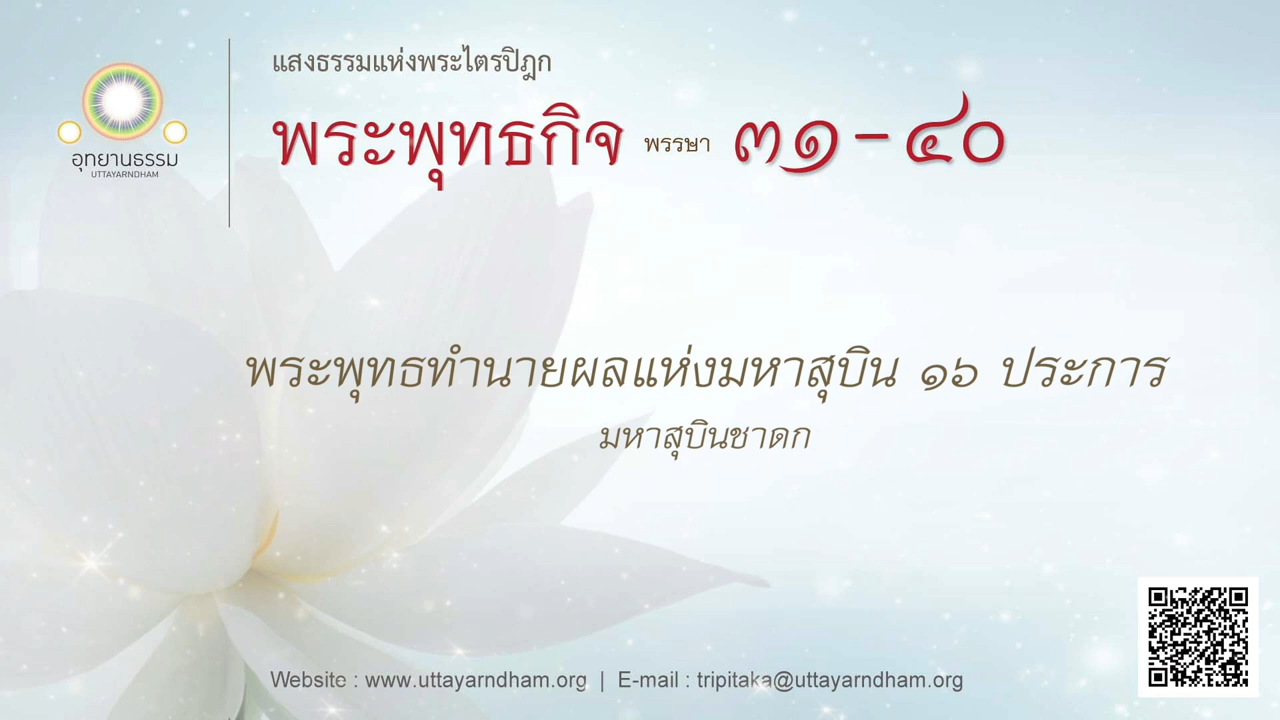 แสงธรรมแห่งพระไตรปิฎก
พระพุทธกิจ พรรษา ๓๑-๔๐
อุทยานธรรม
UTTAYARNDHAM
พระพุทธทำนายผลแห่งมหาสุบิน ๑๖ ประการ
มหาสุบินชาดก
Website : www.uttayarndham.org | E-mail : tripitaka@uttayarndham.org